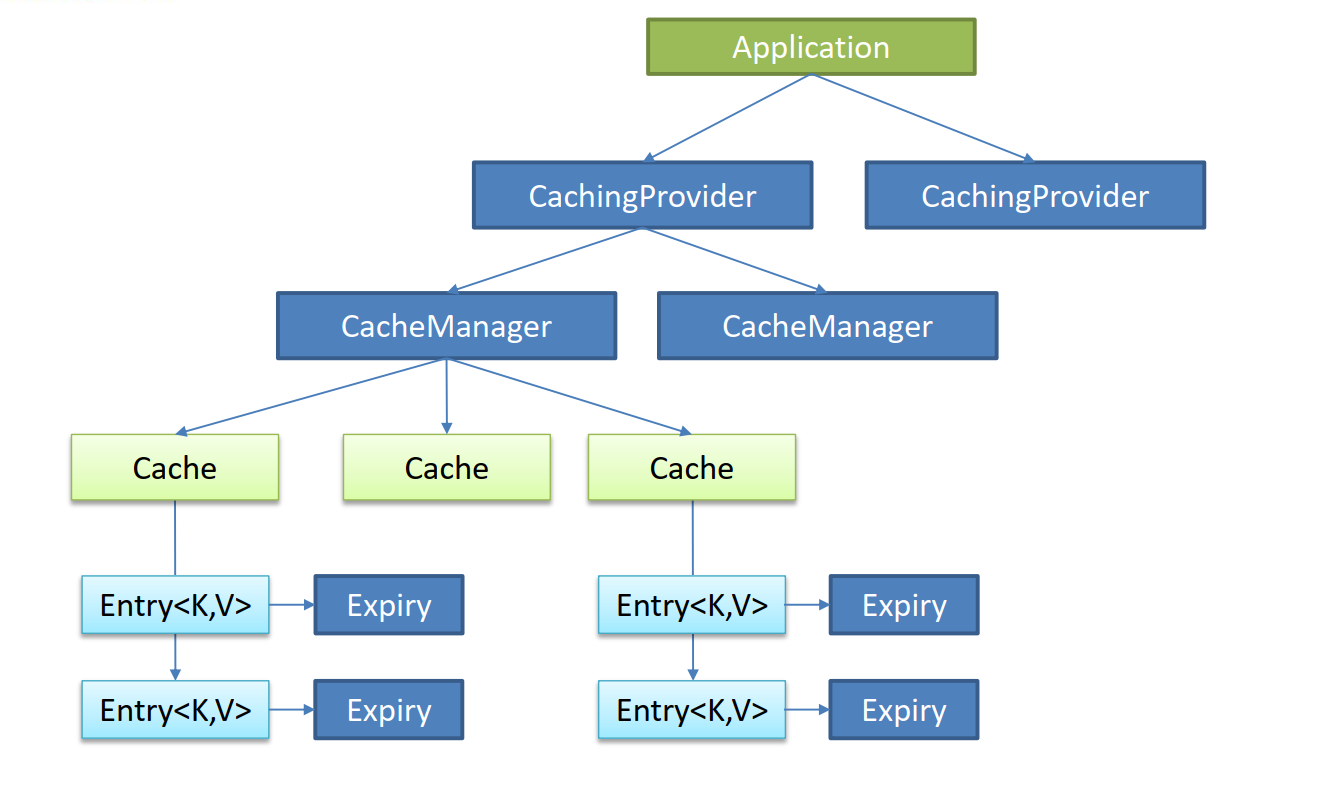 Application
CachingProvider
CachingProvider
CacheManager
CacheManager
Cache
Cache
Cache
Entry<K,V>
Expiry
Entry<K,V>
Expiry
Entry<K,V>
Expiry
Entry<K,V>
Expiry